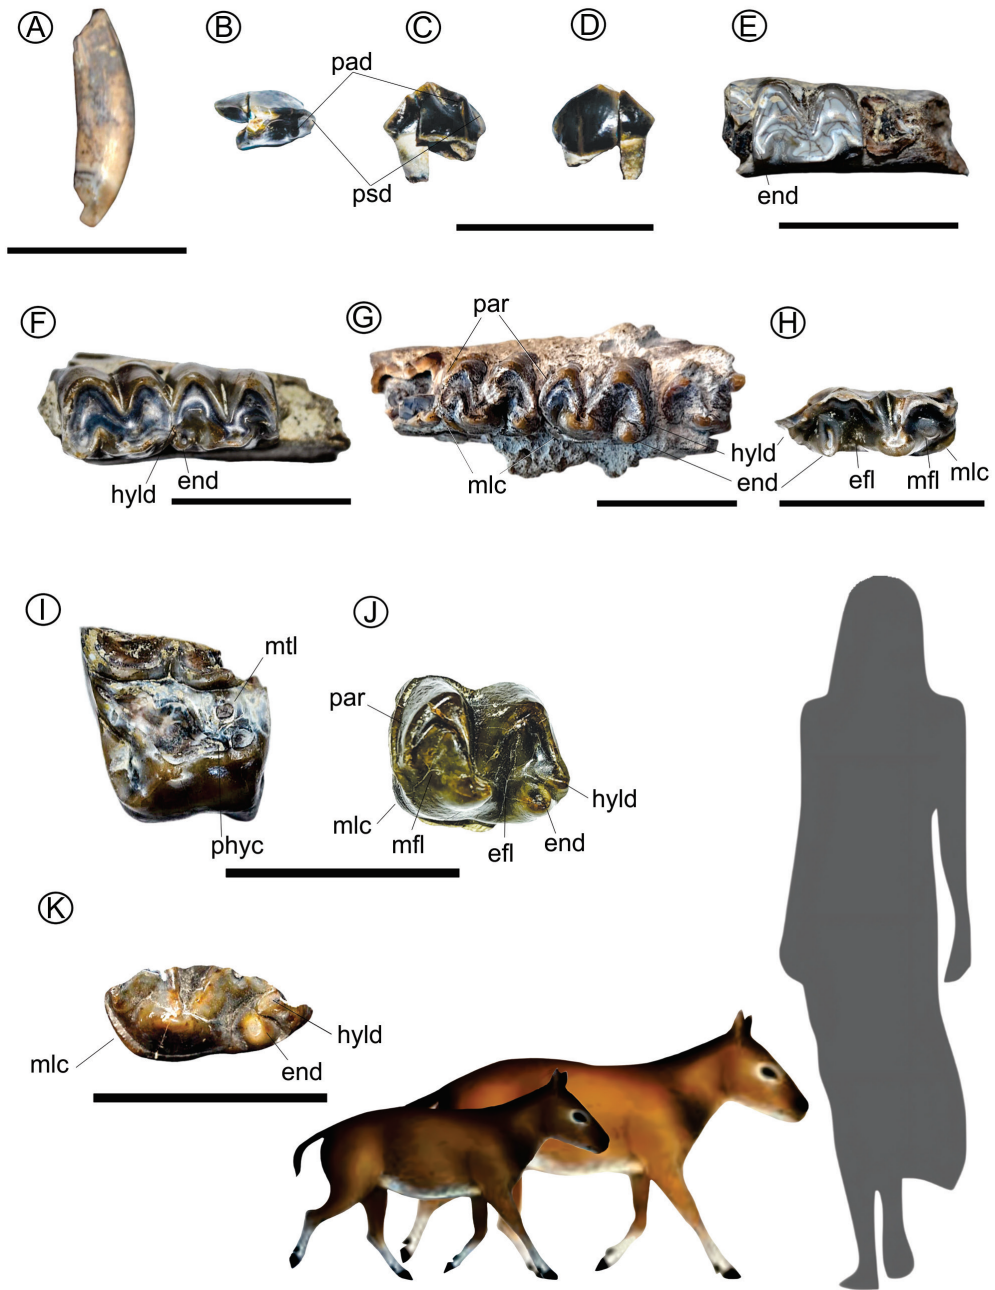 A
B
C
D
E
pad
psd
end
F
G
H
par
hyld
end
mlc
hyld
end
efl
mfl
mlc
I
J
mtl
par
phyc
mlc
mfl
efl
end
hyld
K
mlc
end
hyld